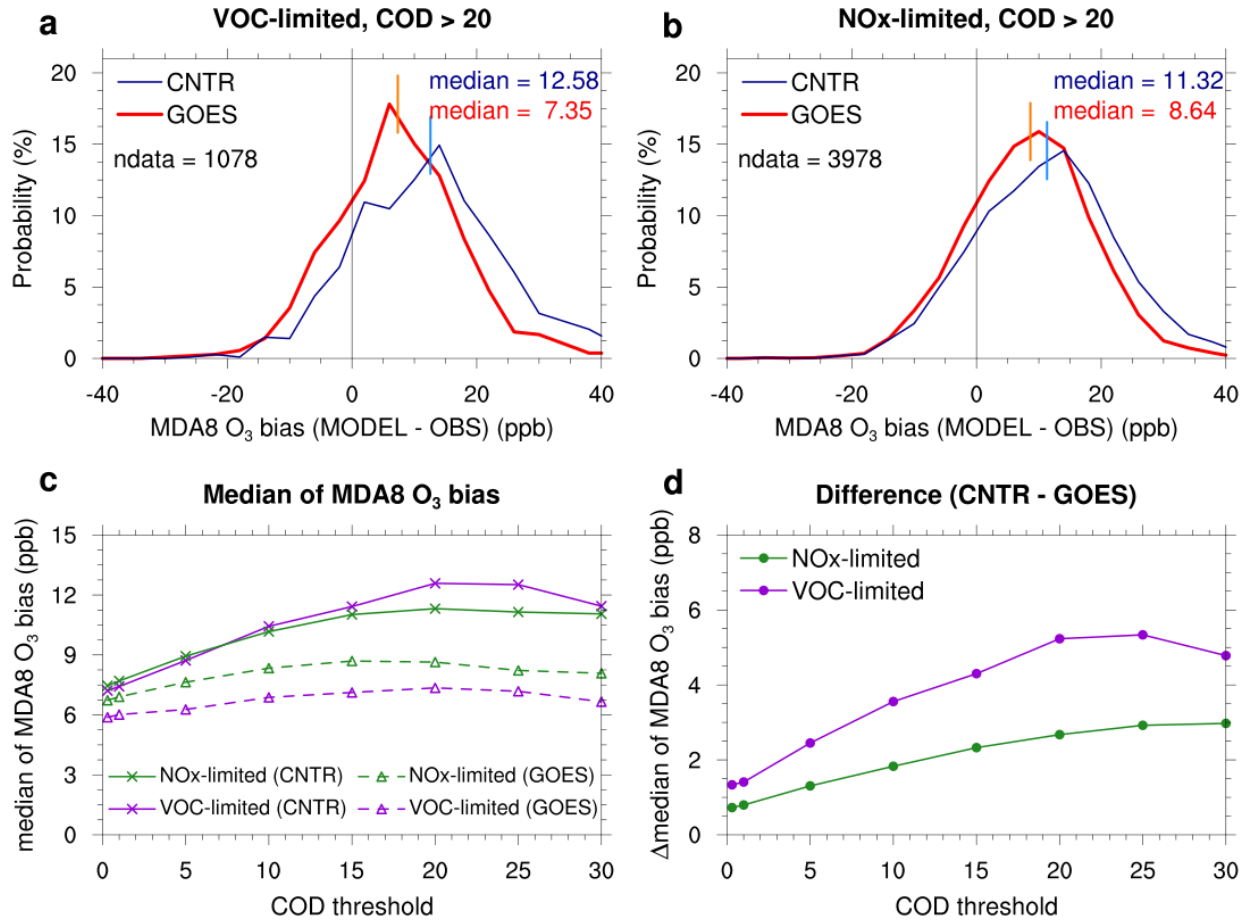 a
VOC-limited, COD > 20
CNTR
GOES
median = 12.58
median = 7.35
ndata = 1078
Probability (%)
20
15
10
5
0
-40 -20 0 20 40
MDA8 O₃ bias (MODEL - OBS) (ppb)
b
NOx-limited, COD > 20
CNTR
GOES
median = 11.32
median = 8.64
ndata = 3978
Probability (%)
20
15
10
5
0
-40 -20 0 20 40
MDA8 O₃ bias (MODEL - OBS) (ppb)
c
Median of MDA8 O₃ bias
median of MDA8 O₃ bias (ppb)
15
12
9
6
3
0
NOx-limited (CNTR)
NOx-limited (GOES)
VOC-limited (CNTR)
VOC-limited (GOES)
0 5 10 15 20 25 30
COD threshold
d
Difference (CNTR - GOES)
Δmedian of MDA8 O₃ bias (ppb)
8
6
4
2
0
NOx-limited
VOC-limited
0 5 10 15 20 25 30
COD threshold